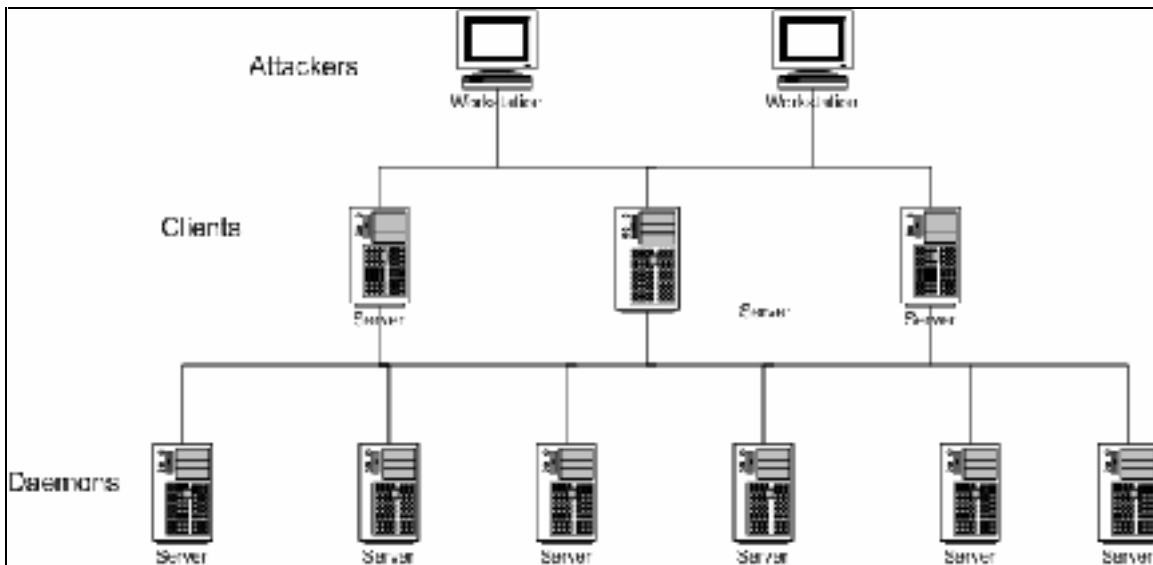 Attackers
Workstation
Workstation
Clients
Server
Server
Server
Daemons
Server
Server
Server
Server
Server
Server